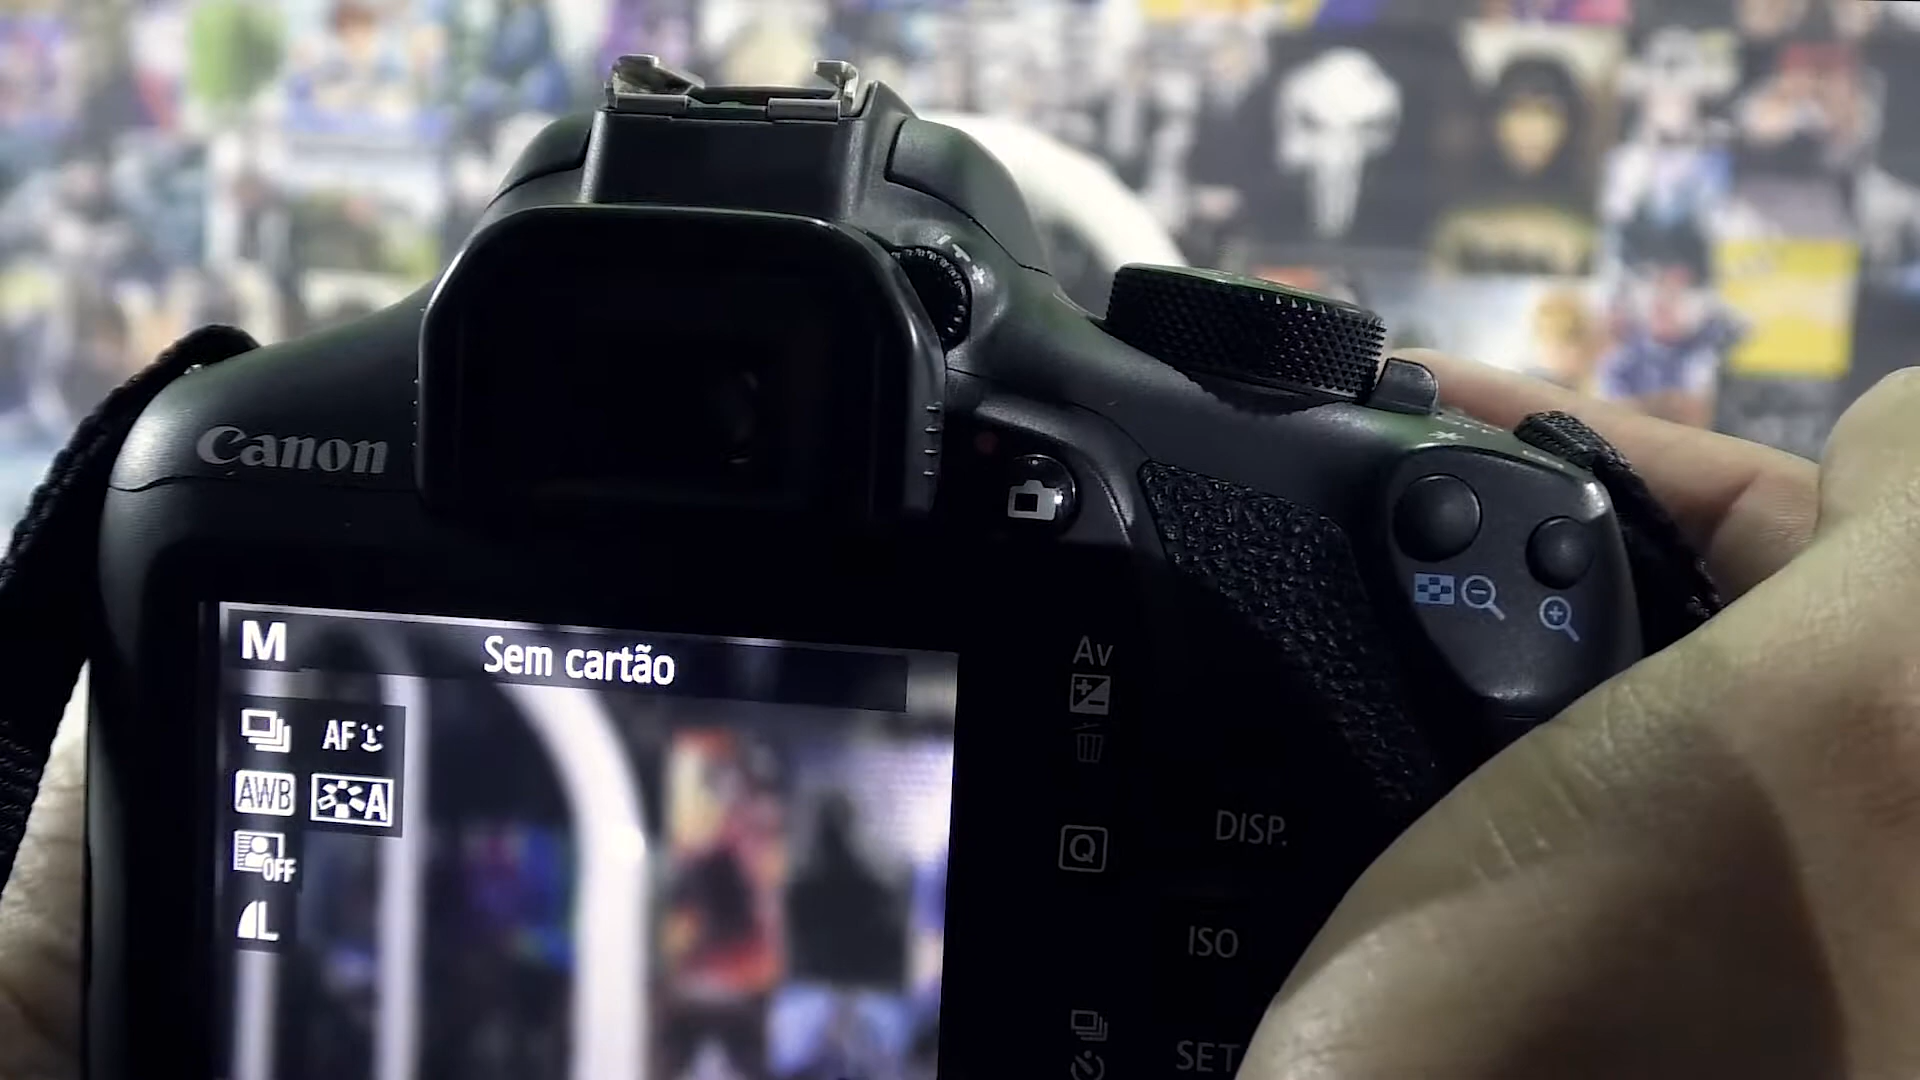 Canon
M
Sem cartão
AF
AWB
A
OFF
L
Av
Q
DISP.
ISO
SET